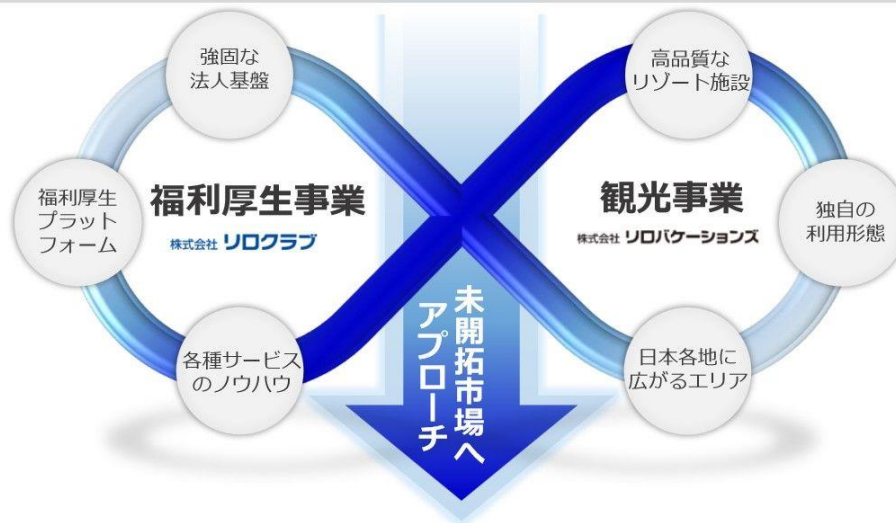 強固な
法人基盤
福利厚生
プラット
フォーム
福利厚生事業
株式会社 リロクラブ
各種サービス
のノウハウ
高品質な
リゾート施設
観光事業
株式会社 リロバケーションズ
独自の
利用形態
日本各地に
広がるエリア
未開拓市場へ
アプローチ